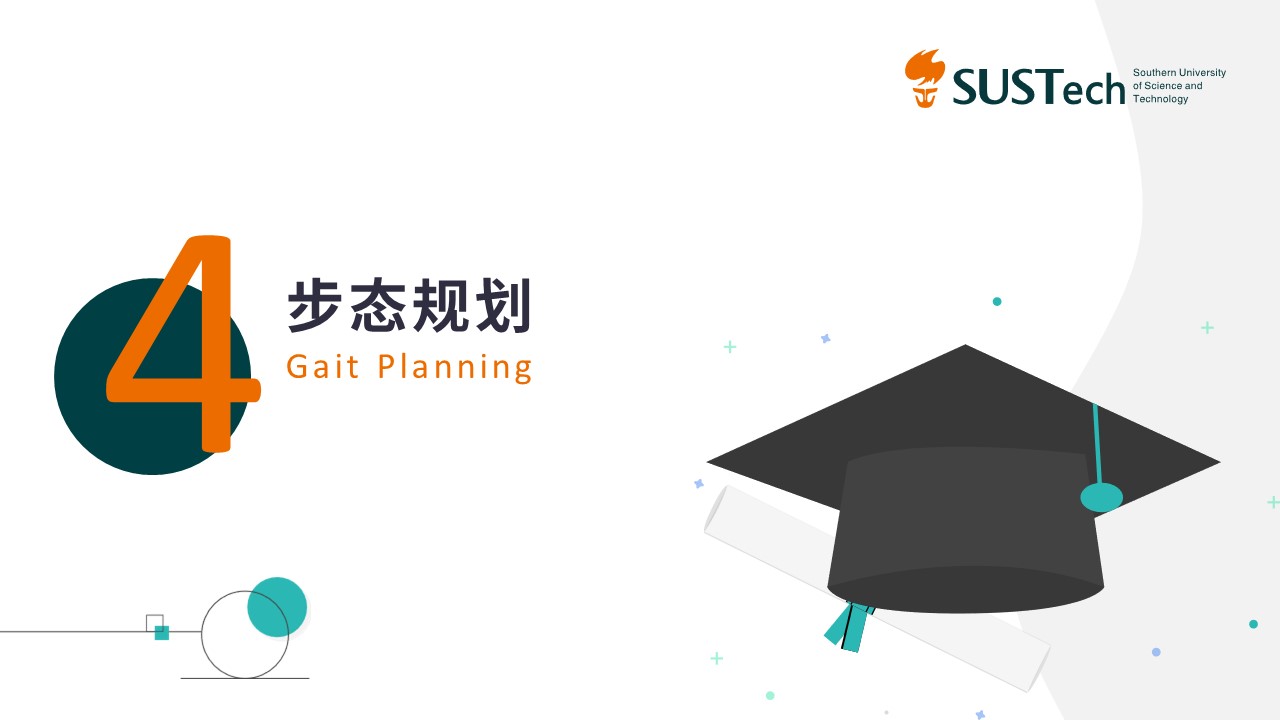 SUSTech
Southern University
of Science and
Technology
4
步态规划
Gait Planning